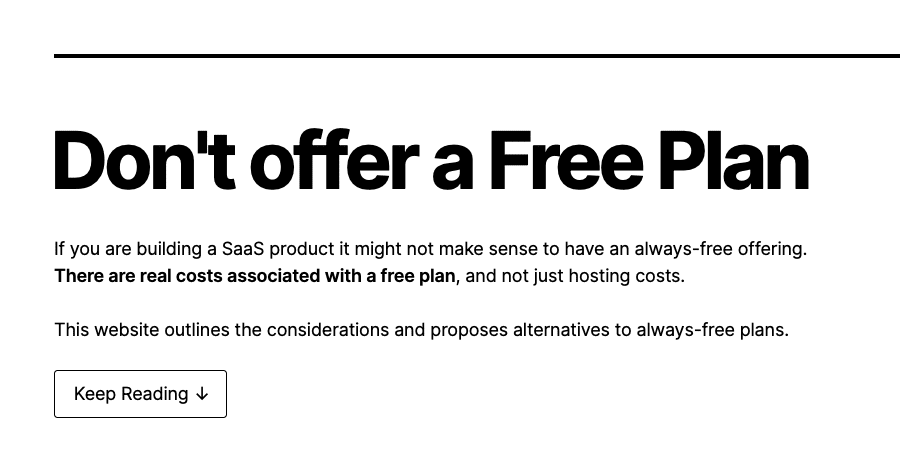 Don't offer a Free Plan
If you are building a SaaS product it might not make sense to have an always-free offering.
There are real costs associated with a free plan, and not just hosting costs.
This website outlines the considerations and proposes alternatives to always-free plans.
Keep Reading ↓